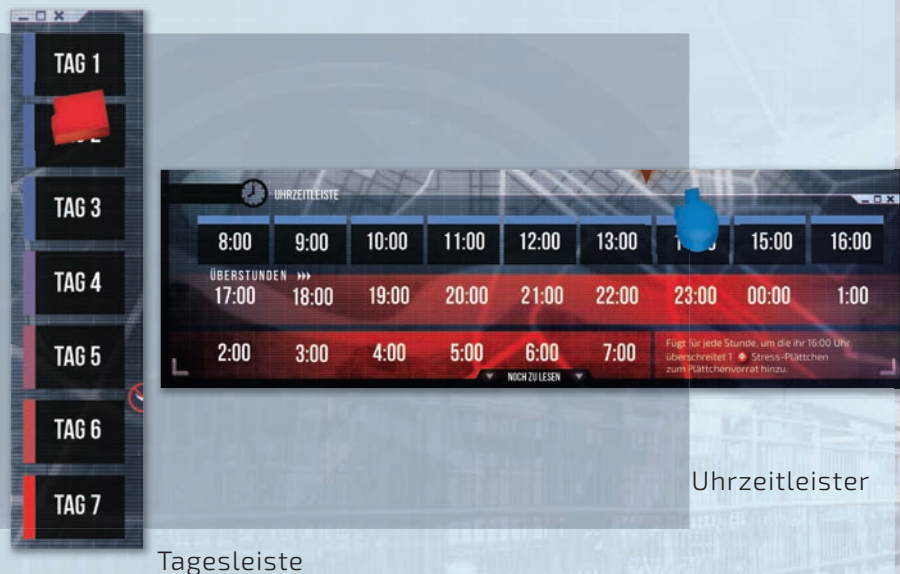 TAG 1
TAG 3
TAG 4
TAG 5
TAG 6
TAG 7
UHRZEITLEISTE
8:00 9:00 10:00 11:00 12:00 13:00 15:00 16:00
ÜBERSTUNDEN
17:00 18:00 19:00 20:00 21:00 22:00 23:00 00:00 1:00
2:00 3:00 4:00 5:00 6:00 7:00
Fügt für jede Stunde, um die ihr 16:00 Uhr
überschreitet 1 Stress-Plättchen
zum Plättchenvorrat hinzu.
NOCH ZU LESEN
Uhrzeitleister
Tagesleiste